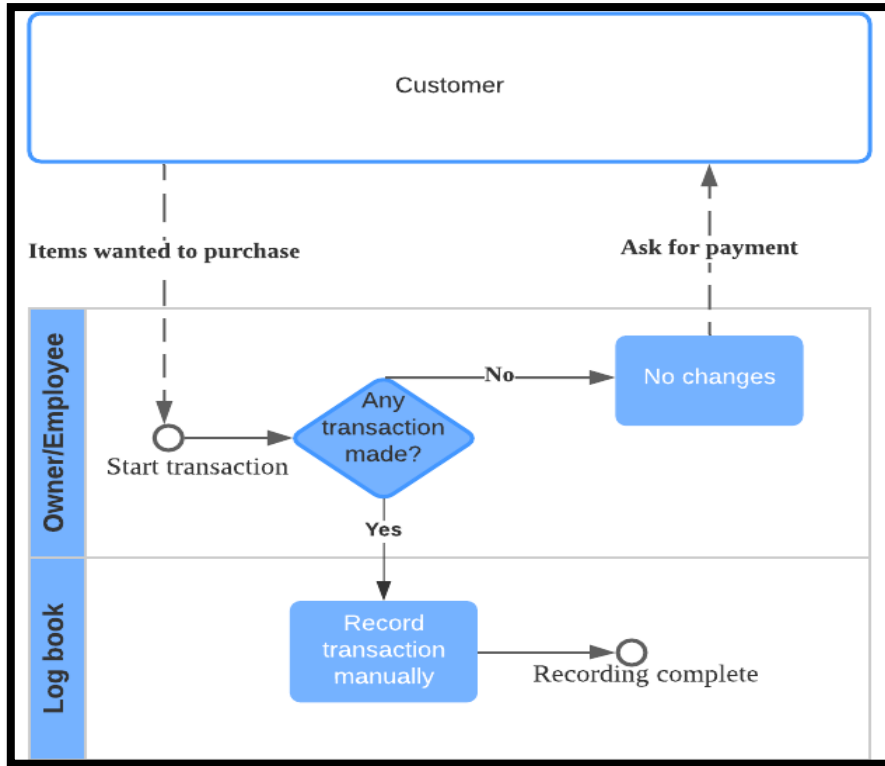 Customer
Items wanted to purchase
Ask for payment
Owner/Employee
No changes
No
Any
transaction
made?
Start transaction
Yes
Log book
Record
transaction
manually
Recording complete